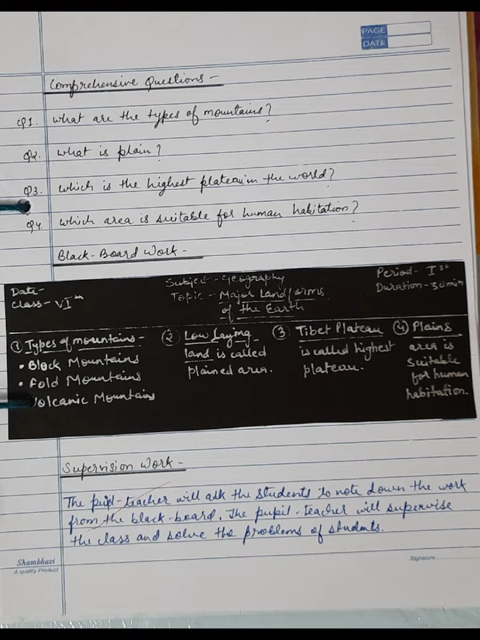 PAGE
DATE
Comprehensive Questions -
Q1. What are the types of mountains?
Q2. What is plain?
Q3. Which is the highest plateau in the world?
Q4. Which area is suitable for human habitation?
Black-Board Work -
Date-
Class- VIth
Subject - Geography
Topic - Major Landforms
of the Earth
Period - Ist
Duration - 30 min
① Types of mountains -
• Block Mountains
• Fold Mountains
• Volcanic Mountains
② Low Laying
land is called
plained area.
③ Tibet Plateau
is called highest
plateau.
④ Plains
area is
suitable
for human
habitation.
Supervision Work -
The pupil-teacher will ask the students to note down the work
from the black-board. The pupil-teacher will supervise
the class and solve the problems of students.
Shambhavi
A quality Product
Signature